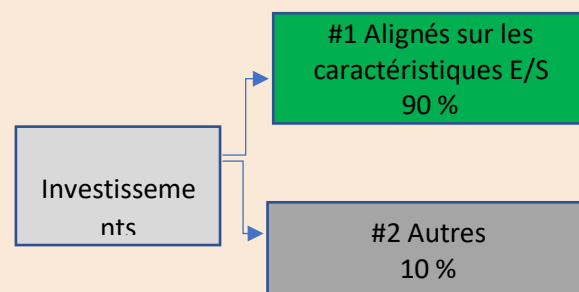 #1 Alignés sur les
caractéristiques E/S
90 %
Investisseme
nts
#2 Autres
10 %